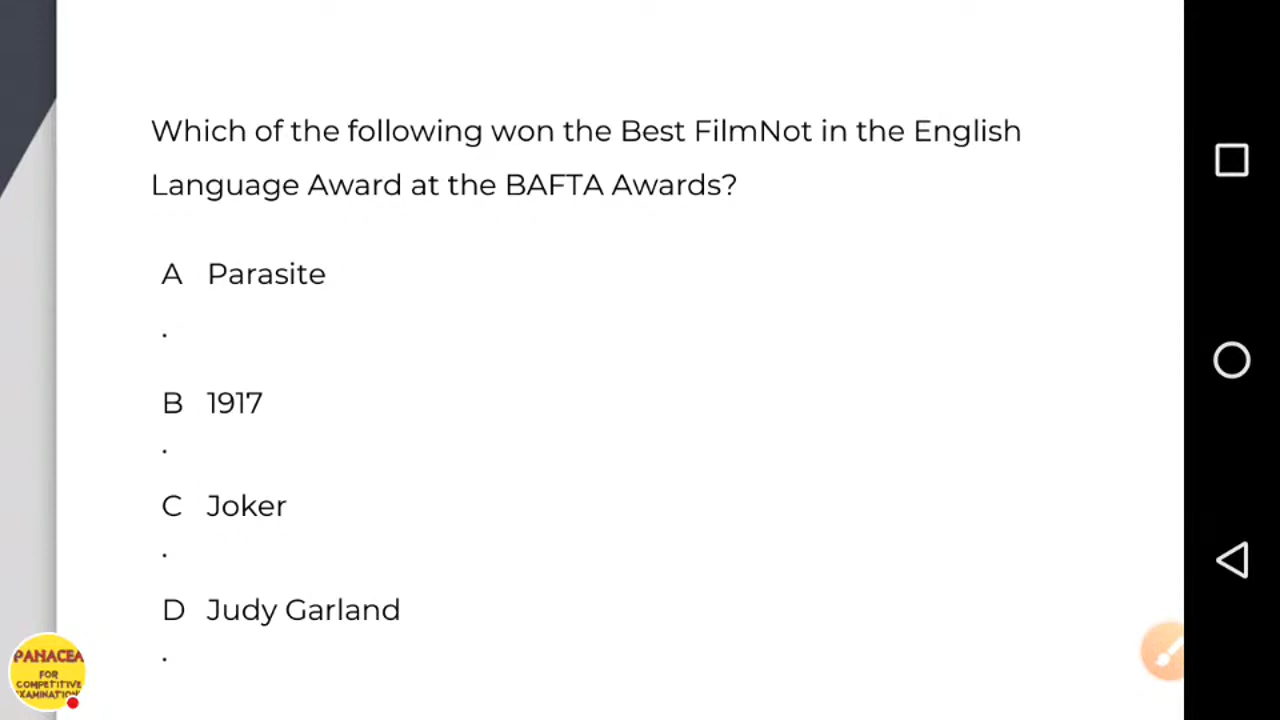 Which of the following won the Best FilmNot in the English
Language Award at the BAFTA Awards?
A Parasite
.
B 1917
.
C Joker
.
D Judy Garland
.
PANACEA
FOR
COMPETITIVE
EXAMINATION